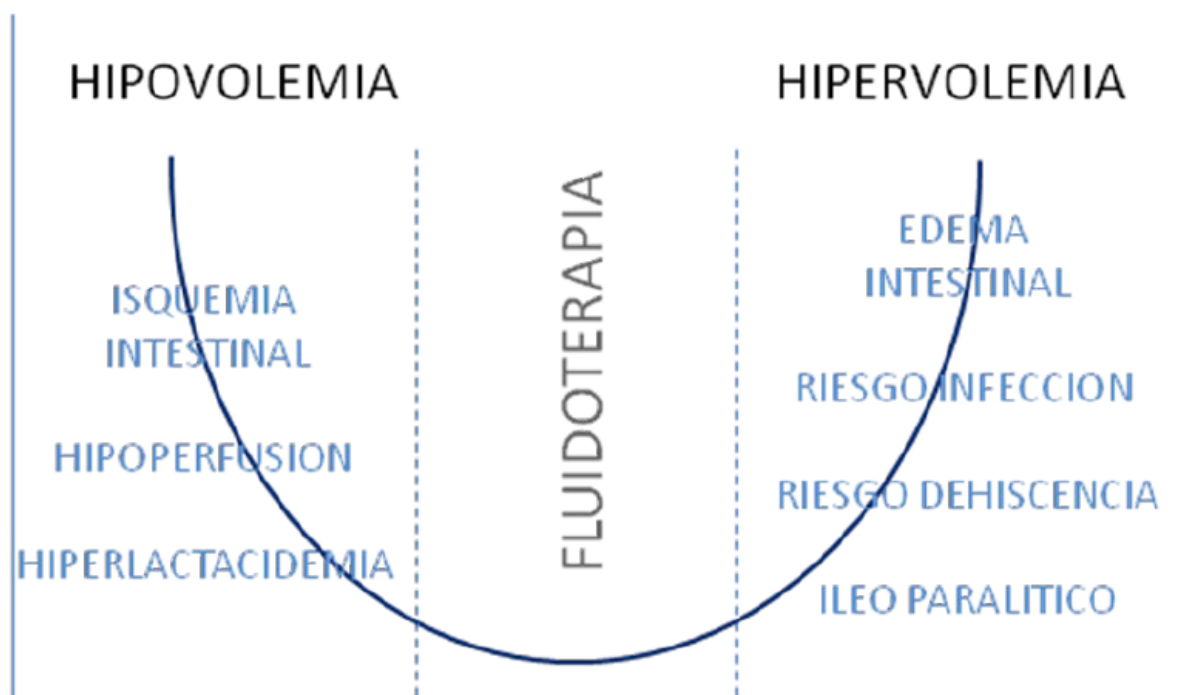 HIPOVOLEMIA
ISQUEMIA
INTESTINAL
HIPOPERFUSION
HIPERLACTACIDEMIA
FLUIDOTERAPIA
HIPERVOLEMIA
EDEMA
INTESTINAL
RIESGO INFECCION
RIESGO DEHISCENCIA
ILEO PARALITICO